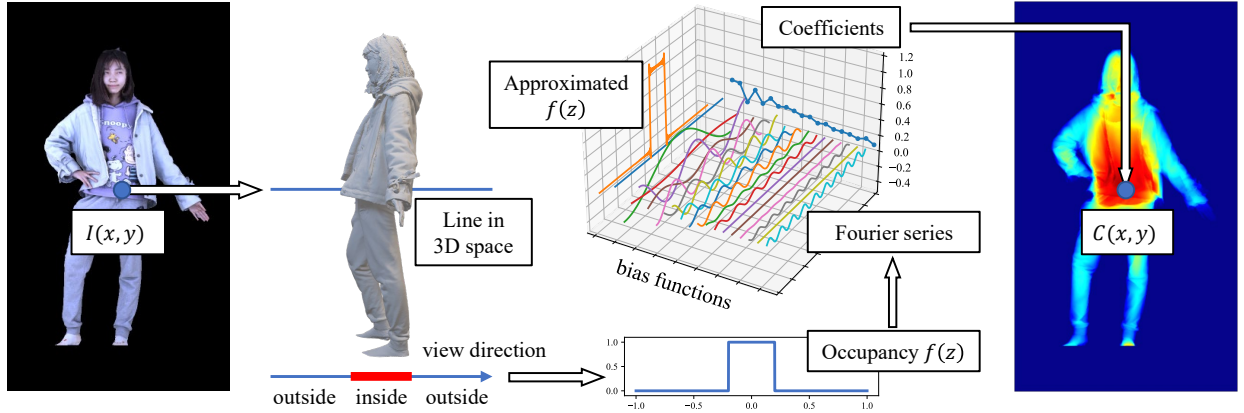 snoopy
I(x, y)
Line in
3D space
view direction
outside inside outside
Approximated
f(z)
Coefficients
1.2
1.0
0.8
0.6
0.4
0.2
0.0
−0.2
−0.4
bias functions
Fourier series
Occupancy f(z)
1.0
0.5
0.0
−1.0 −0.5 0.0 0.5 1.0
C(x, y)